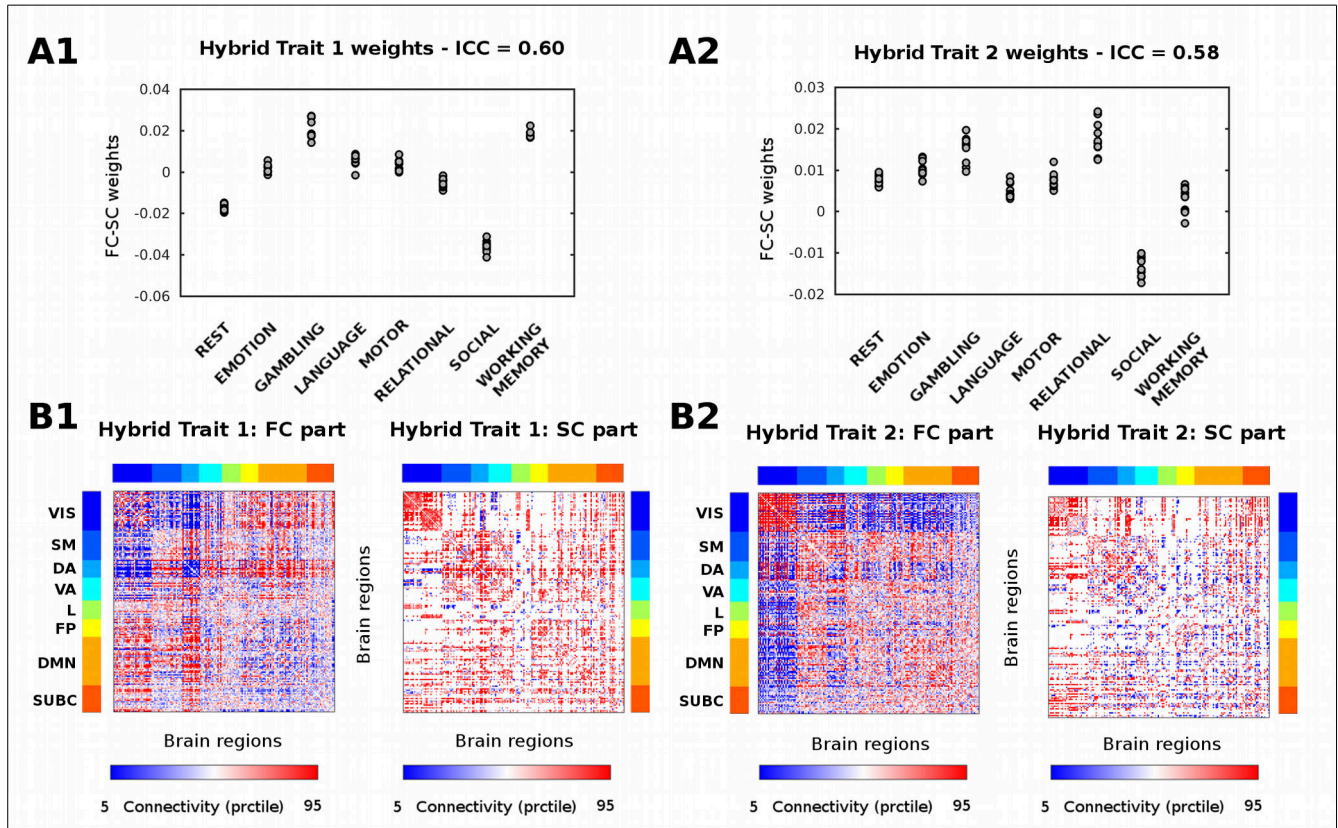 A1
Hybrid Trait 1 weights - ICC = 0.60
FC-SC weights
0.04
0.02
0
-0.02
-0.04
-0.06
REST
EMOTION
GAMBLING
LANGUAGE
MOTOR
RELATIONAL
SOCIAL
WORKING
MEMORY
A2
Hybrid Trait 2 weights - ICC = 0.58
FC-SC weights
0.03
0.02
0.01
0
-0.01
-0.02
REST
EMOTION
GAMBLING
LANGUAGE
MOTOR
RELATIONAL
SOCIAL
WORKING
MEMORY
B1
Hybrid Trait 1: FC part
VIS
SM
DA
VA
L
FP
DMN
SUBC
Brain regions
5 Connectivity (prctile) 95
Hybrid Trait 1: SC part
Brain regions
Brain regions
5 Connectivity (prctile) 95
B2
Hybrid Trait 2: FC part
VIS
SM
DA
VA
L
FP
DMN
SUBC
Brain regions
5 Connectivity (prctile) 95
Hybrid Trait 2: SC part
Brain regions
Brain regions
5 Connectivity (prctile) 95